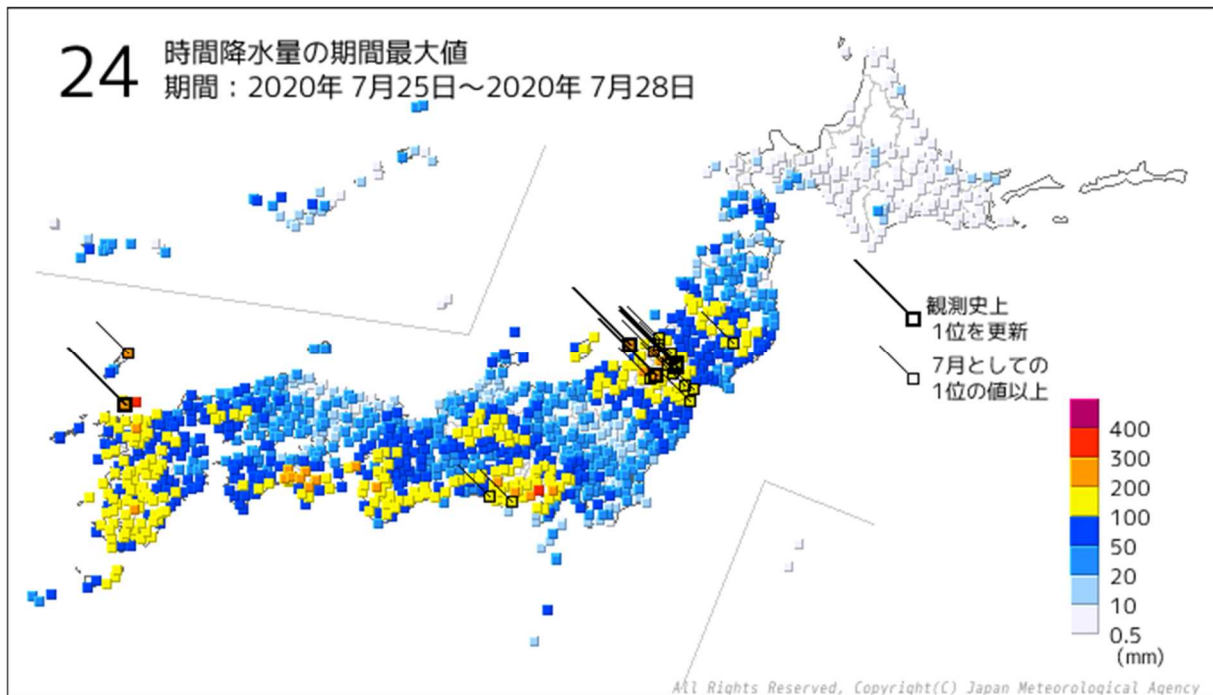 24
時間降水量の期間最大値
期間：2020年 7月25日～2020年 7月28日
観測史上
1位を更新
7月としての
1位の値以上
400
300
200
100
50
20
10
0.5
(mm)
All Rights Reserved, Copyright(C) Japan Meteorological Agency